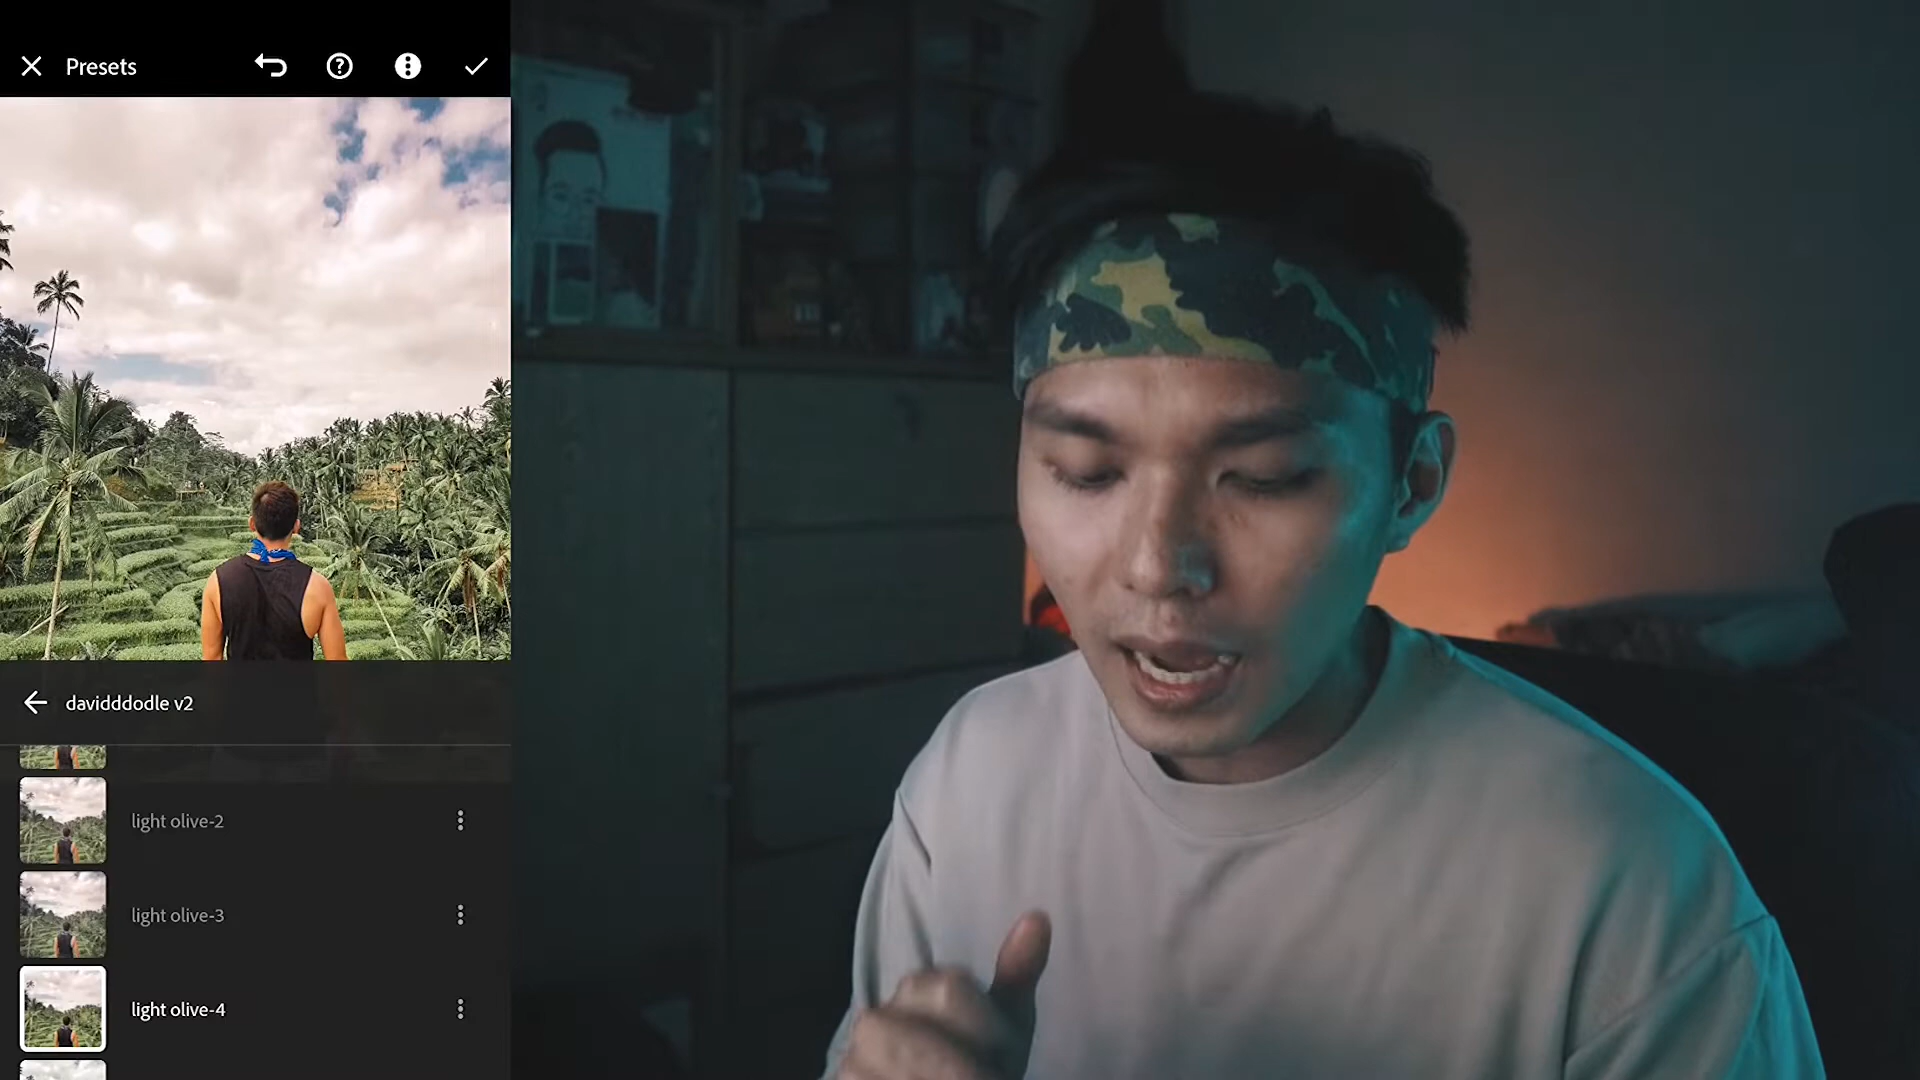 Presets
davidddodle v2
light olive-2
light olive-3
light olive-4